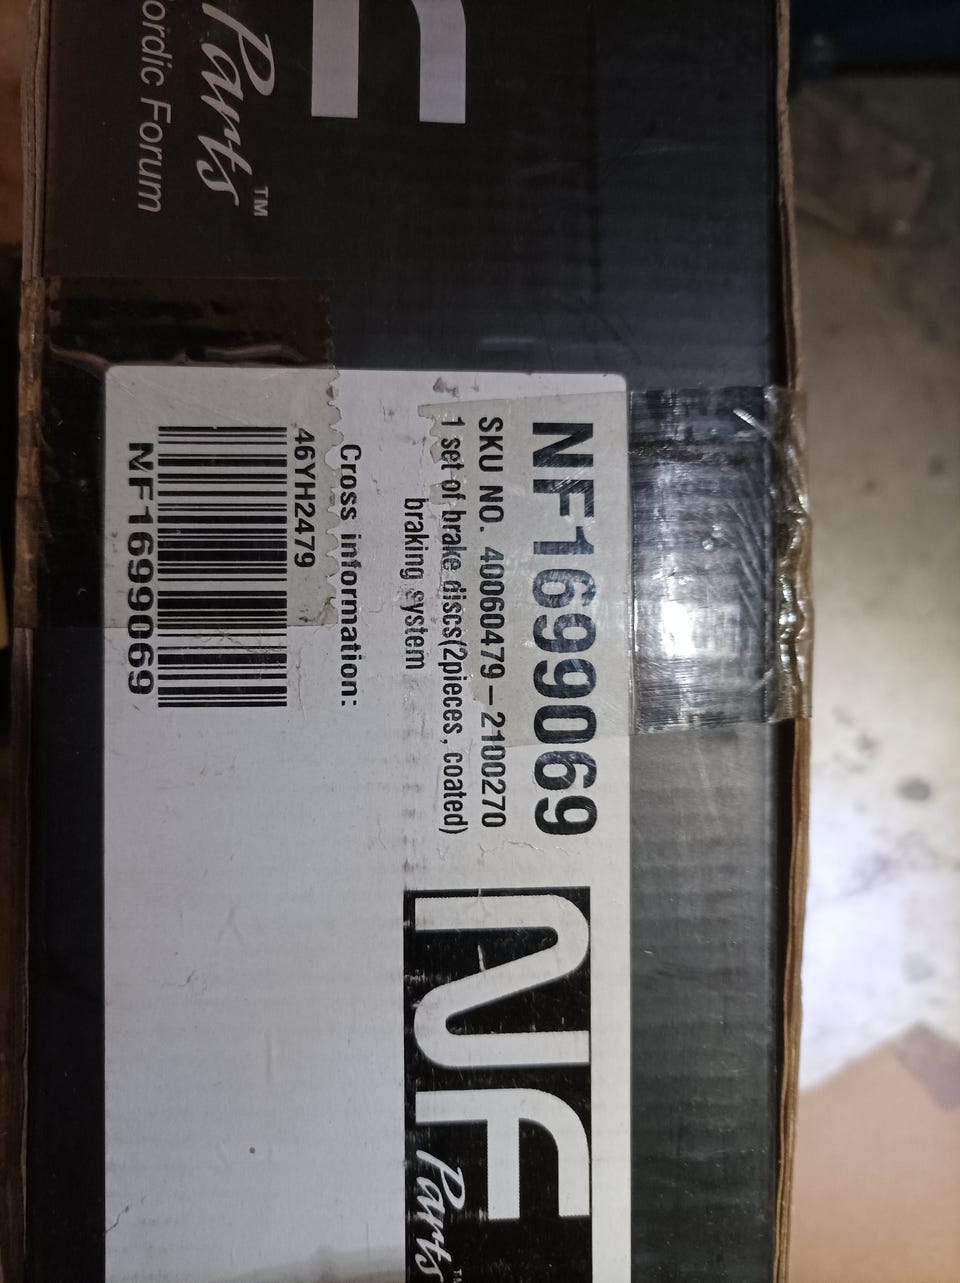 Parts™
ordic Forum
NF1699069
SKU NO. 40060479-2100270
1 set of brake discs(2pieces, coated)
braking system
Cross information:
46YH2479
NF1699069
NF
Parts™